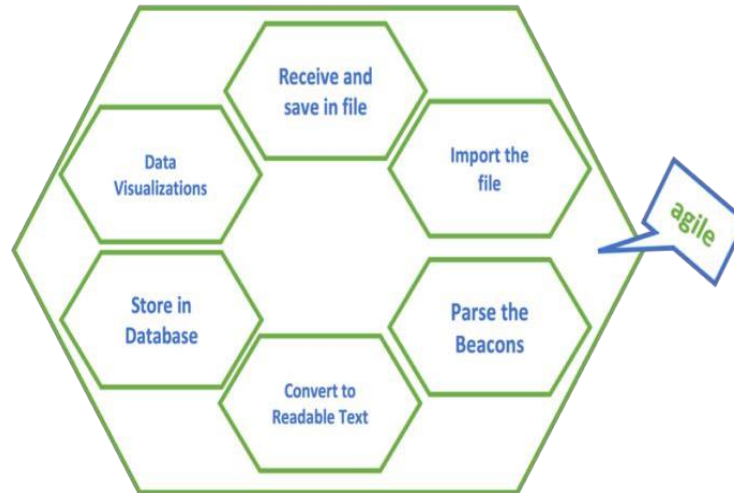 Receive and
save in file
Import the
file
agile
Parse the
Beacons
Convert to
Readable Text
Store in
Database
Data
Visualizations